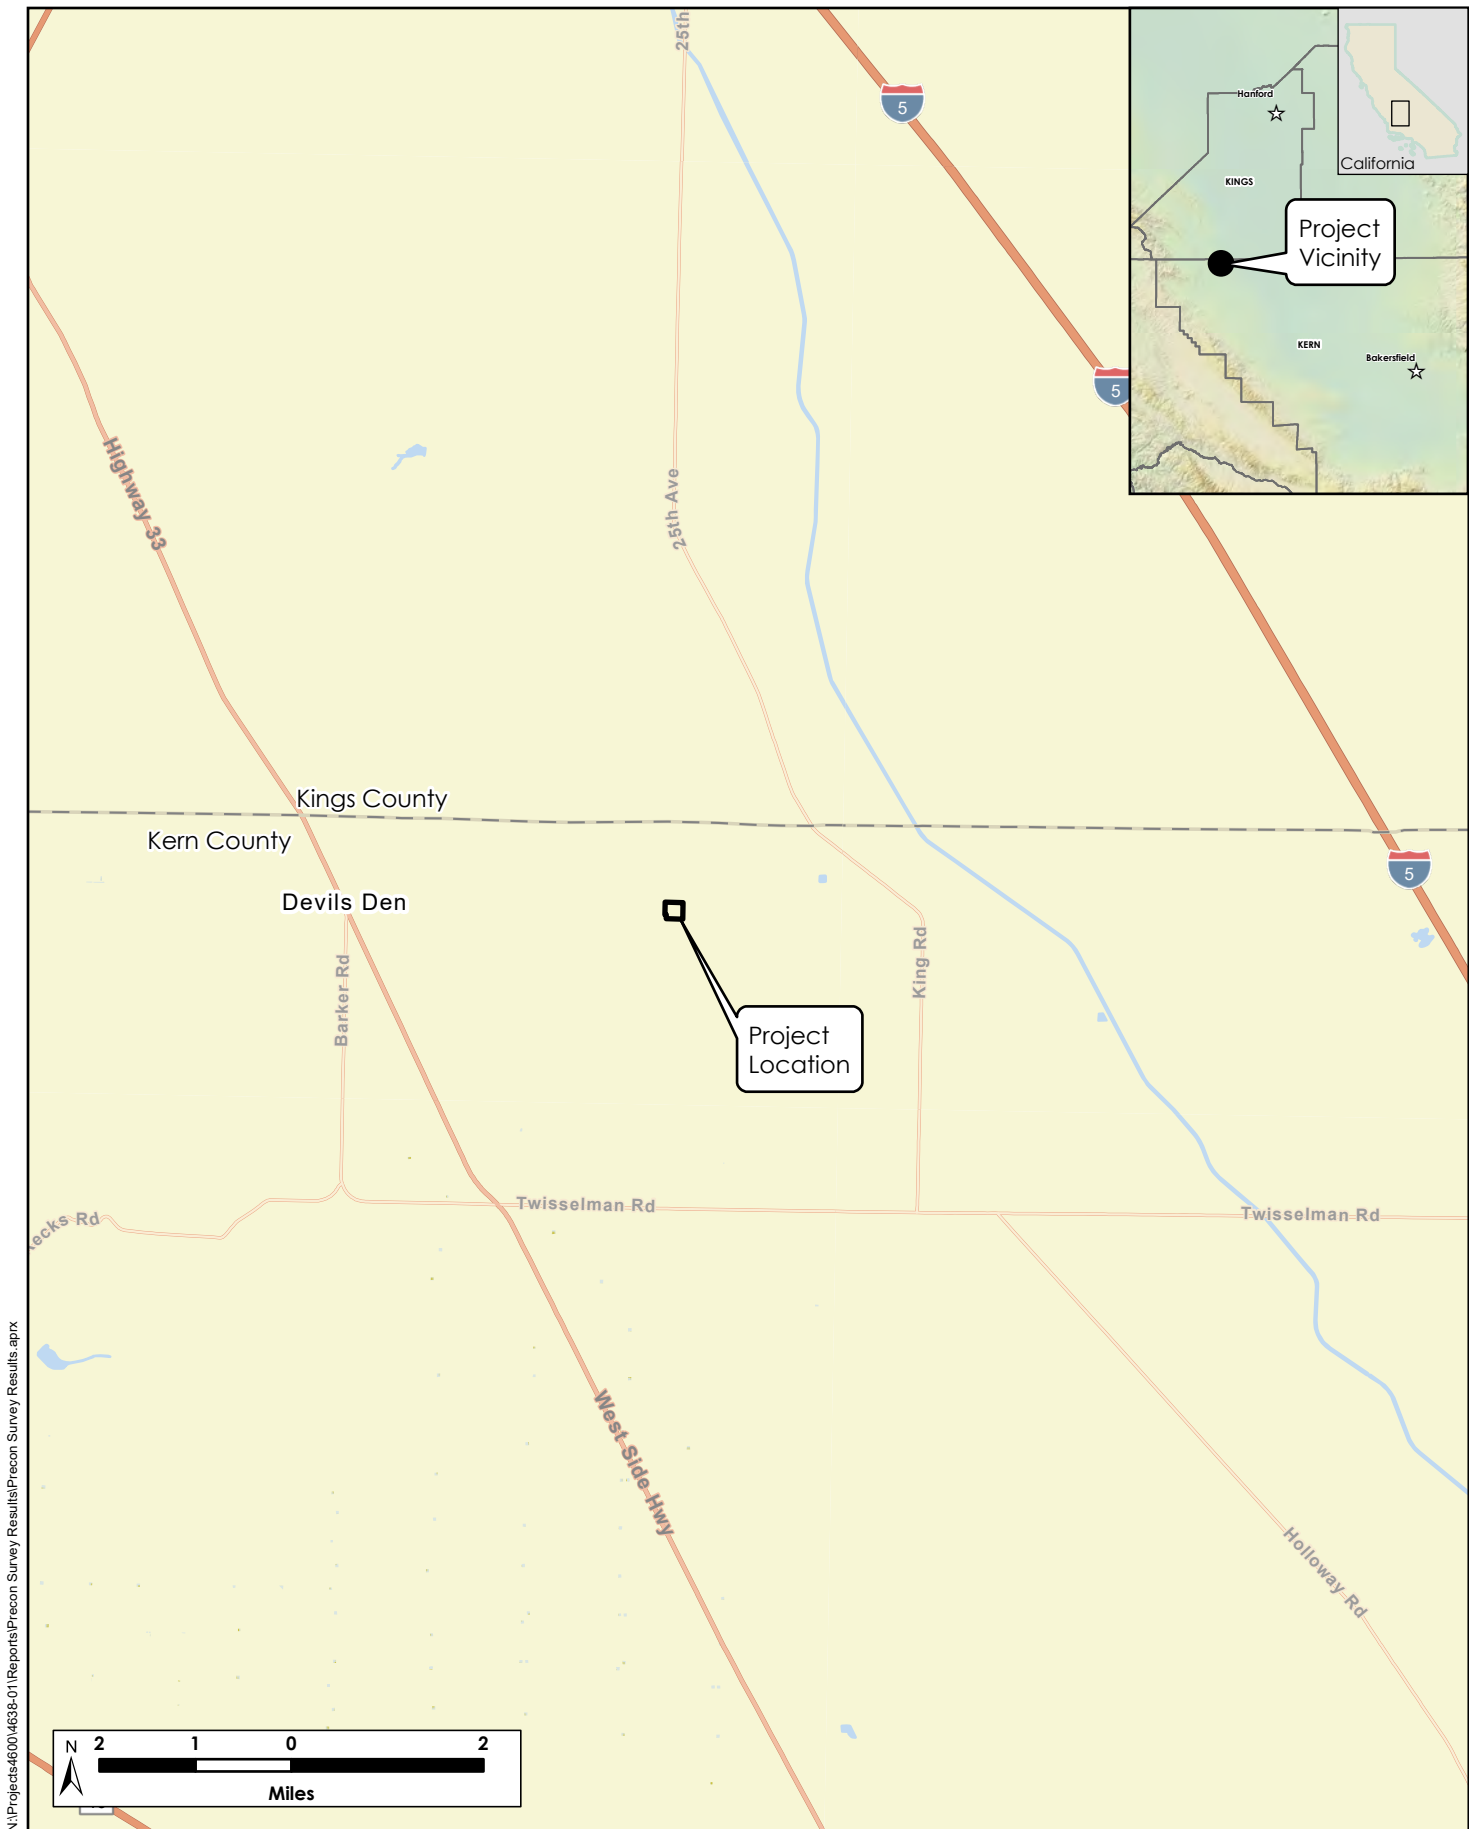 25th
5
Hanford
California
KINGS
Project
Vicinity
KERN
Bakersfield
5
Highway 33
25th Ave
Kings County
Kern County
5
Devils Den
Barker Rd
King Rd
Project
Location
Twisselman Rd
Twisselman Rd
Rd
West Side Hwy
Holloway Rd
N
2 1 0 2
Miles
N:\Projects4600\4638-01\Reports\Precon Survey Results\Precon Survey Results.aprx